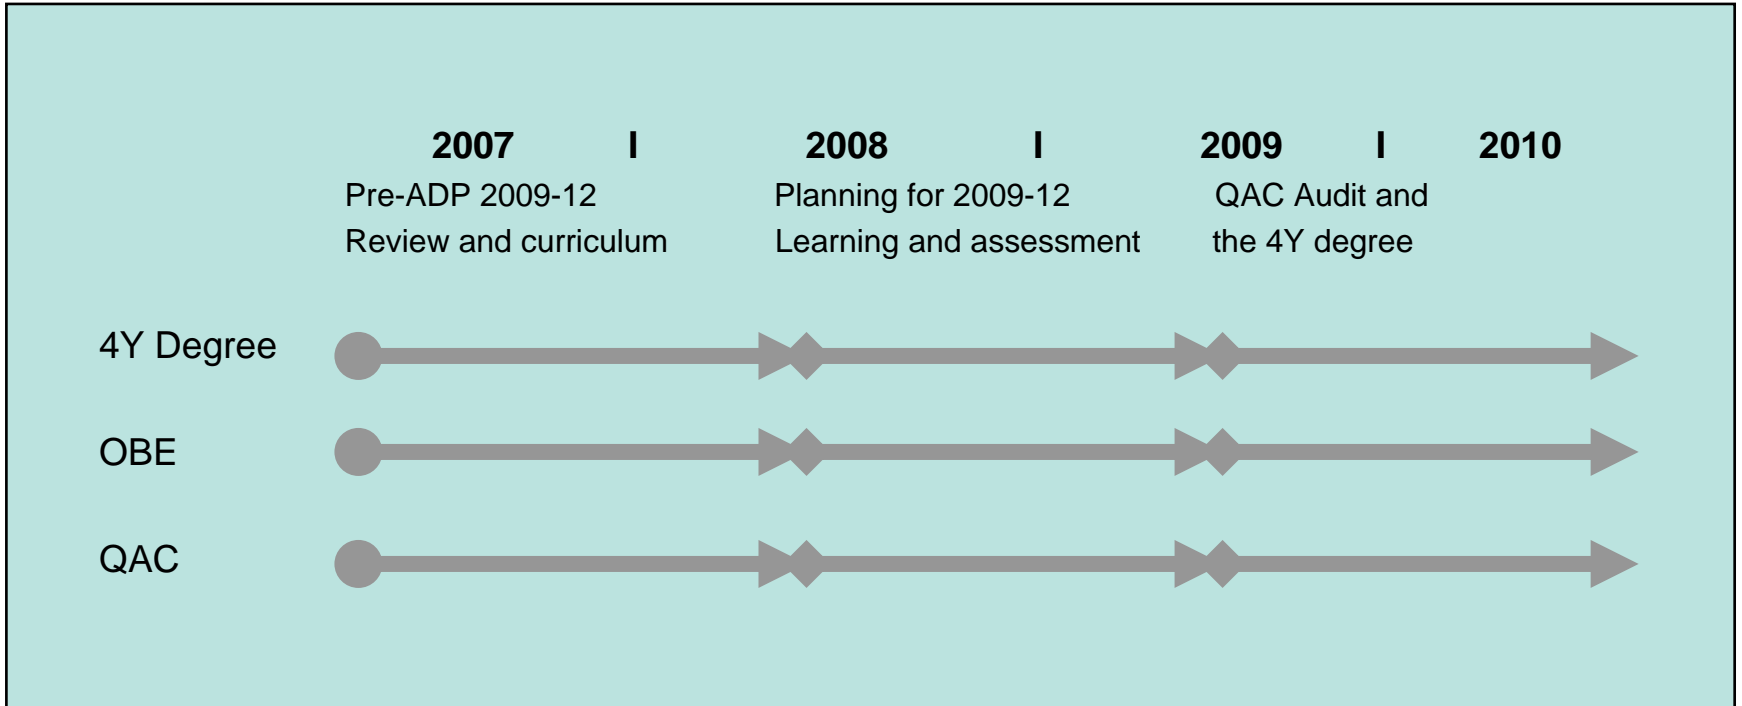 2007 I 2008 I 2009 I 2010
Pre-ADP 2009-12 Planning for 2009-12 QAC Audit and
Review and curriculum Learning and assessment the 4Y degree
4Y Degree
OBE
QAC